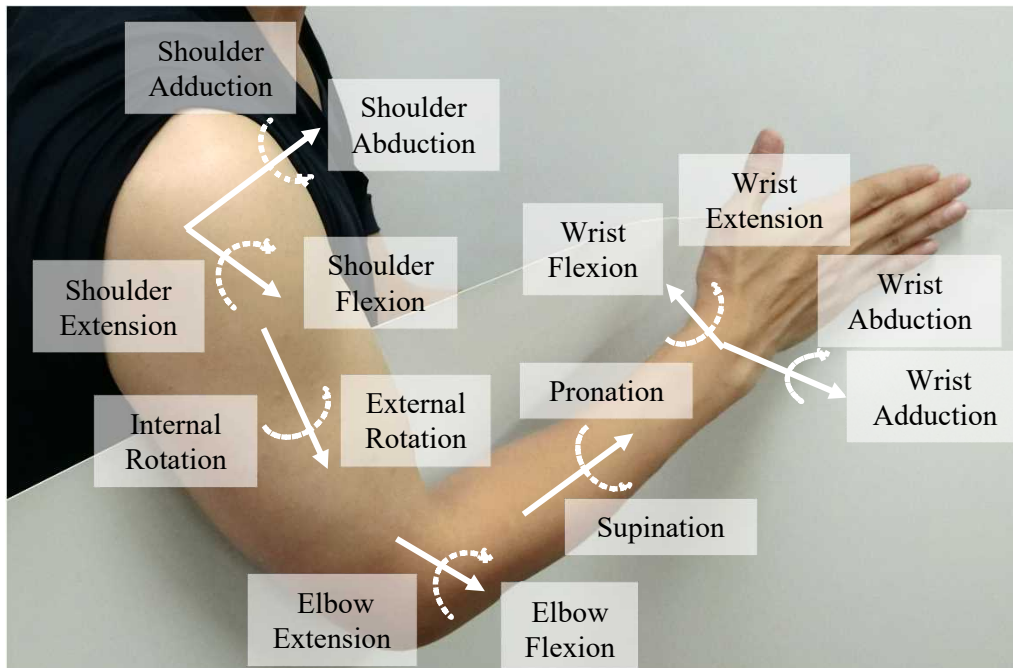 Shoulder
Adduction
Shoulder
Abduction
Wrist
Extension
Wrist
Flexion
Shoulder
Extension
Shoulder
Flexion
Wrist
Abduction
Pronation
Wrist
Adduction
Internal
Rotation
External
Rotation
Supination
Elbow
Extension
Elbow
Flexion